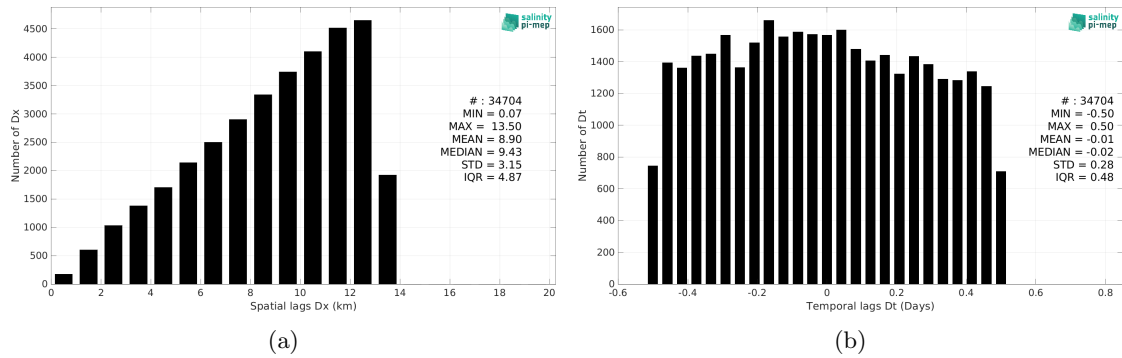 4500
4000
3500
3000
2500
2000
1500
1000
500
0
Number of Dx
salinity
pi-mep
# : 34704
MIN = 0.07
MAX = 13.50
MEAN = 8.90
MEDIAN = 9.43
STD = 3.15
IQR = 4.87
0 2 4 6 8 10 12 14 16 18 20
Spatial lags Dx (km)
(a)
1600
1400
1200
1000
800
600
400
200
0
Number of Dt
salinity
pi-mep
# : 34704
MIN = -0.50
MAX = 0.50
MEAN = -0.01
MEDIAN = -0.02
STD = 0.28
IQR = 0.48
-0.6 -0.4 -0.2 0 0.2 0.4 0.6 0.8
Temporal lags Dt (Days)
(b)